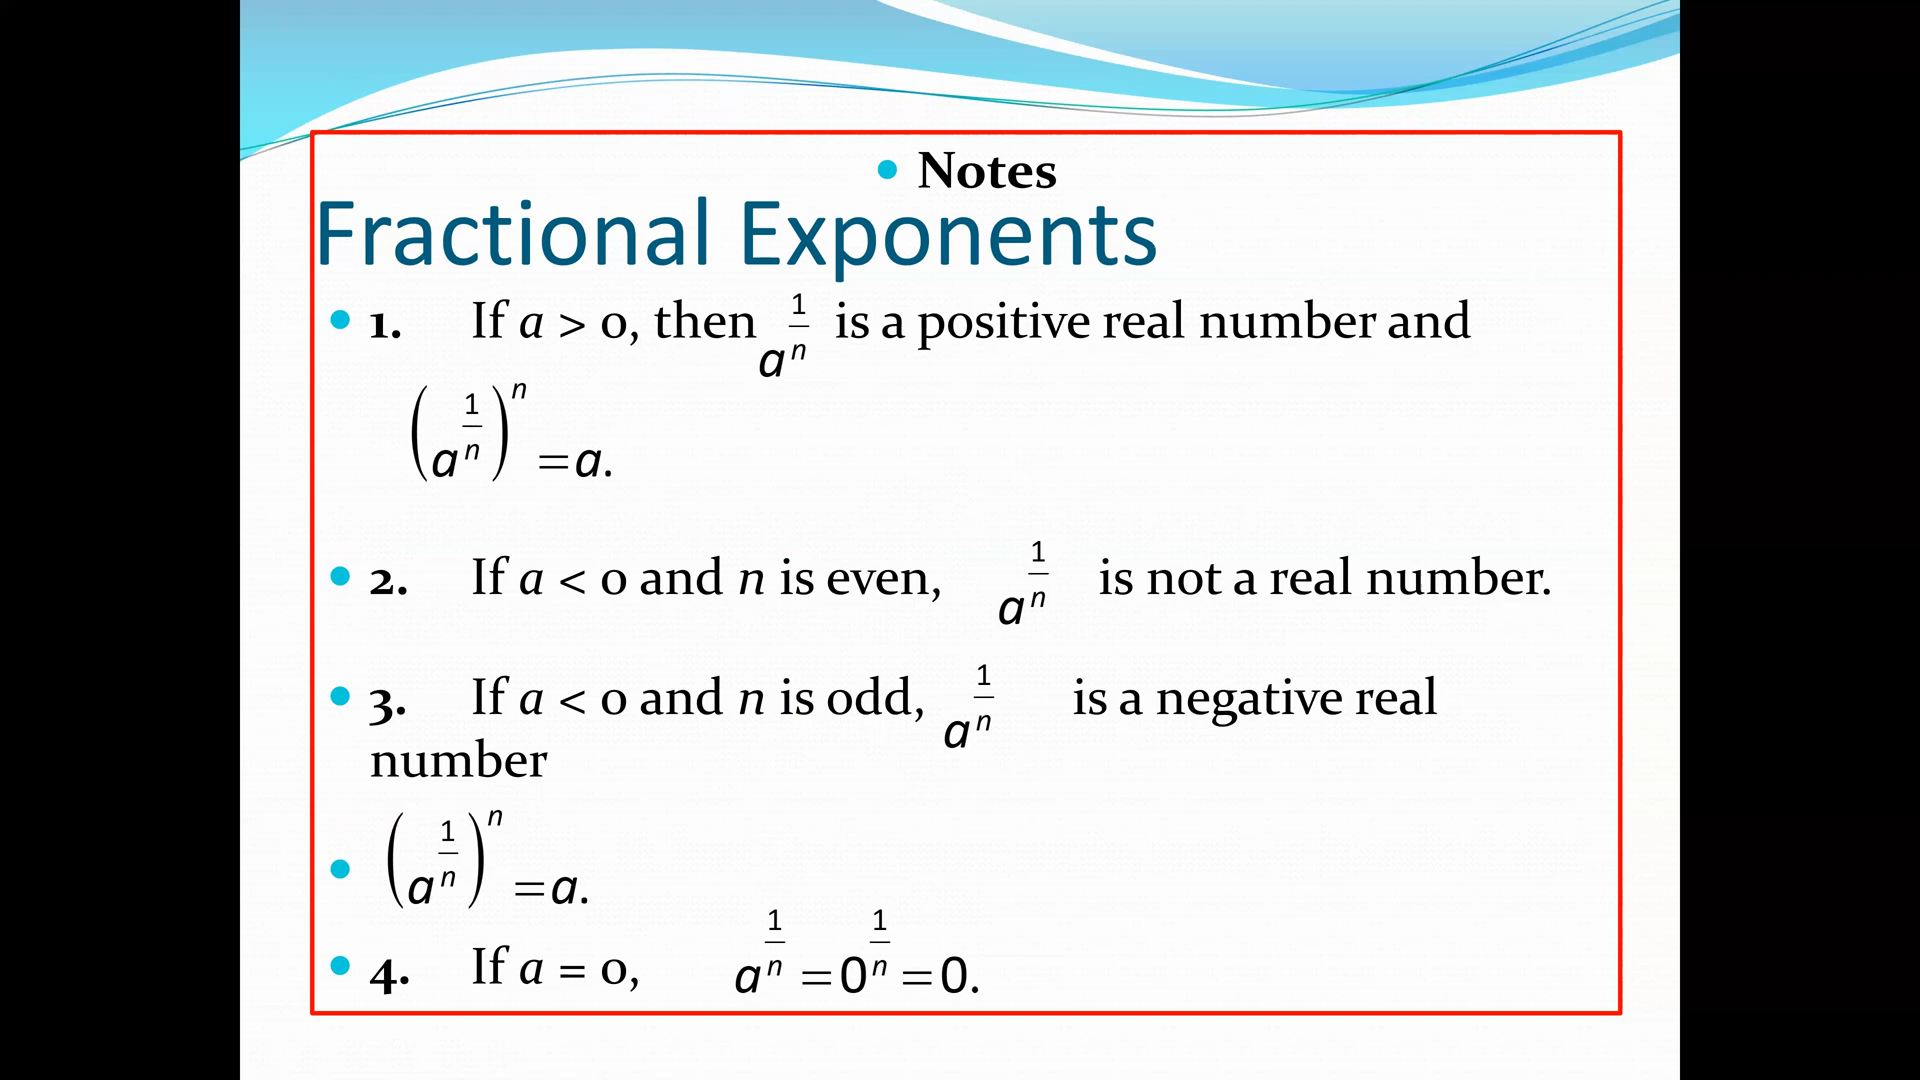 • Notes
Fractional Exponents
• 1. If a > 0, then a^(1/n) is a positive real number and
(a^(1/n))^n = a.
• 2. If a < 0 and n is even, a^(1/n) is not a real number.
• 3. If a < 0 and n is odd, a^(1/n) is a negative real
number
• (a^(1/n))^n = a.
• 4. If a = 0, a^(1/n) = 0^(1/n) = 0.